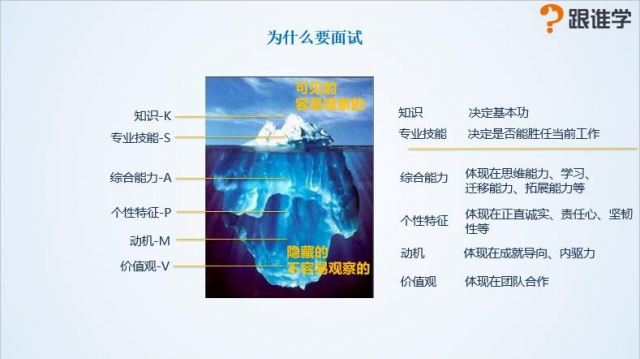 跟谁学
为什么要面试
可见的
容易观察的
知识-K
专业技能-S
综合能力-A
个性特征-P
动机-M
价值观-V
隐藏的
不容易观察的
知识 决定基本功
专业技能 决定是否能胜任当前工作
综合能力 体现在思维能力、学习、
迁移能力、拓展能力等
个性特征 体现在正直诚实、责任心、坚韧
性等
动机 体现在成就导向、内驱力
价值观 体现在团队合作